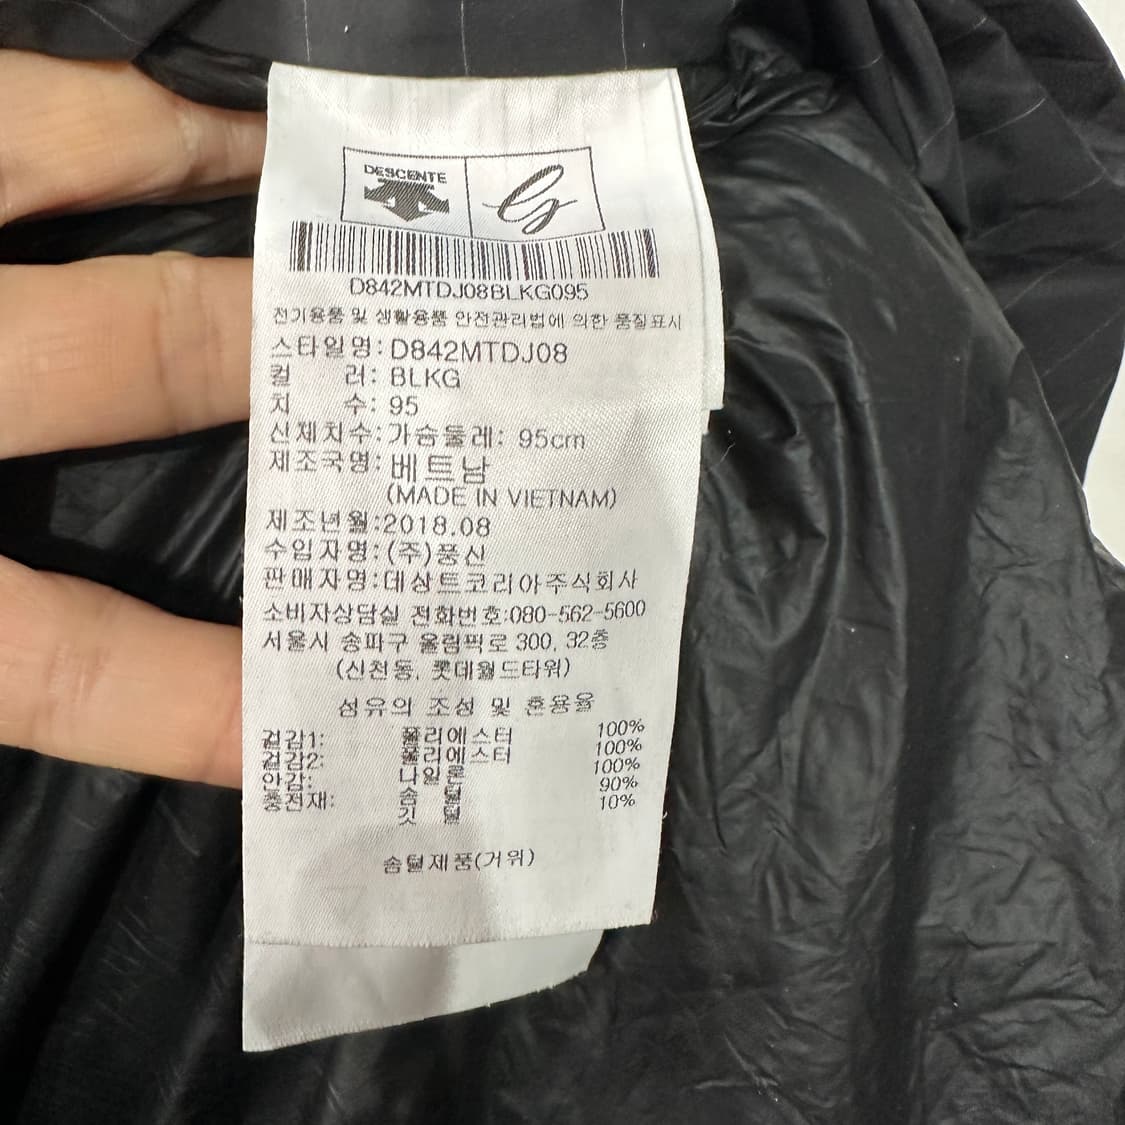 DESCENTE
D842MTDJ08BLKG095
전기용품 및 생활용품 안전관리법에 의한 품질표시
스타일명: D842MTDJ08
컬 러: BLKG
치 수: 95
신체치수: 가슴둘레: 95cm
제조국명: 베트남
(MADE IN VIETNAM)
제조년월:2018.08
수입자명:(주)풍신
판매자명:데상트코리아주식회사
소비자상담실 전화번호:080-562-5600
서울시 송파구 올림픽로 300, 32층
(신천동, 롯데월드타워)
섬유의 조성 및 혼용율
겉감1: 폴리에스터 100%
겉감2: 폴리에스터 100%
안감: 나일론 100%
충전재: 솜 털 90%
깃 털 10%
솜털제품(거위)